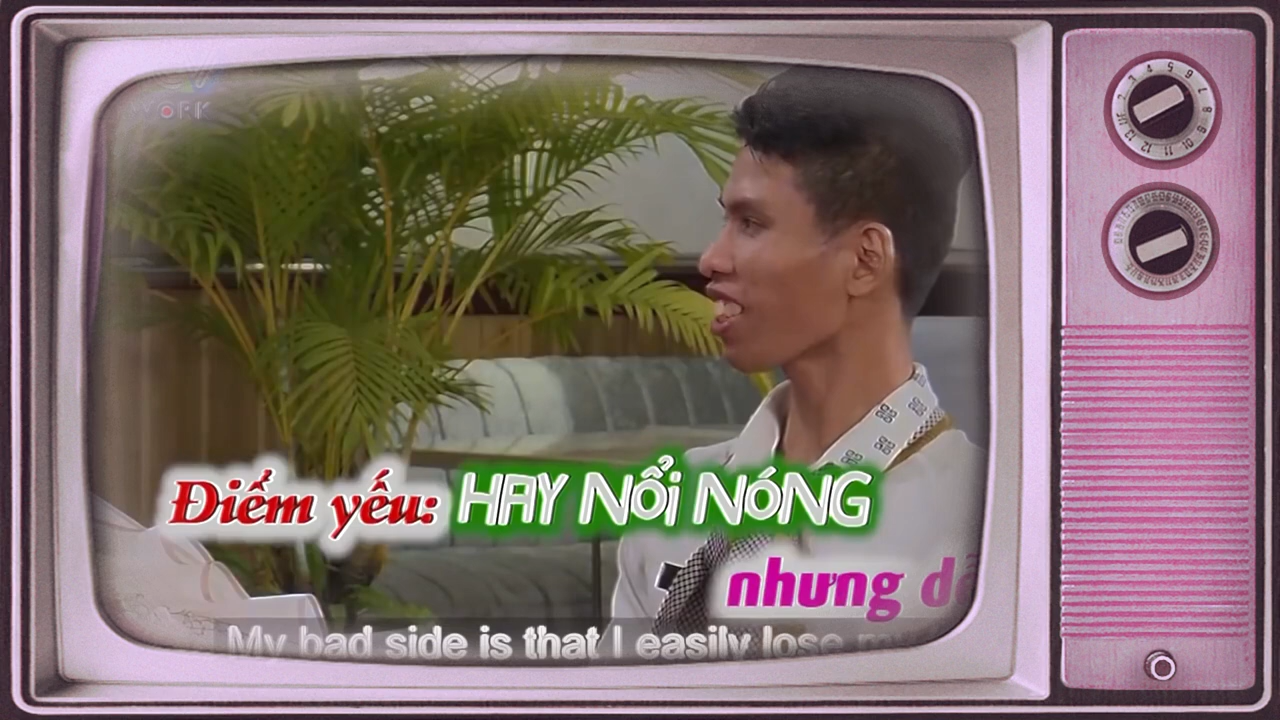 Điểm yếu: HAY NỔI NÓNG
nhưng
My bad side is that I easily lose